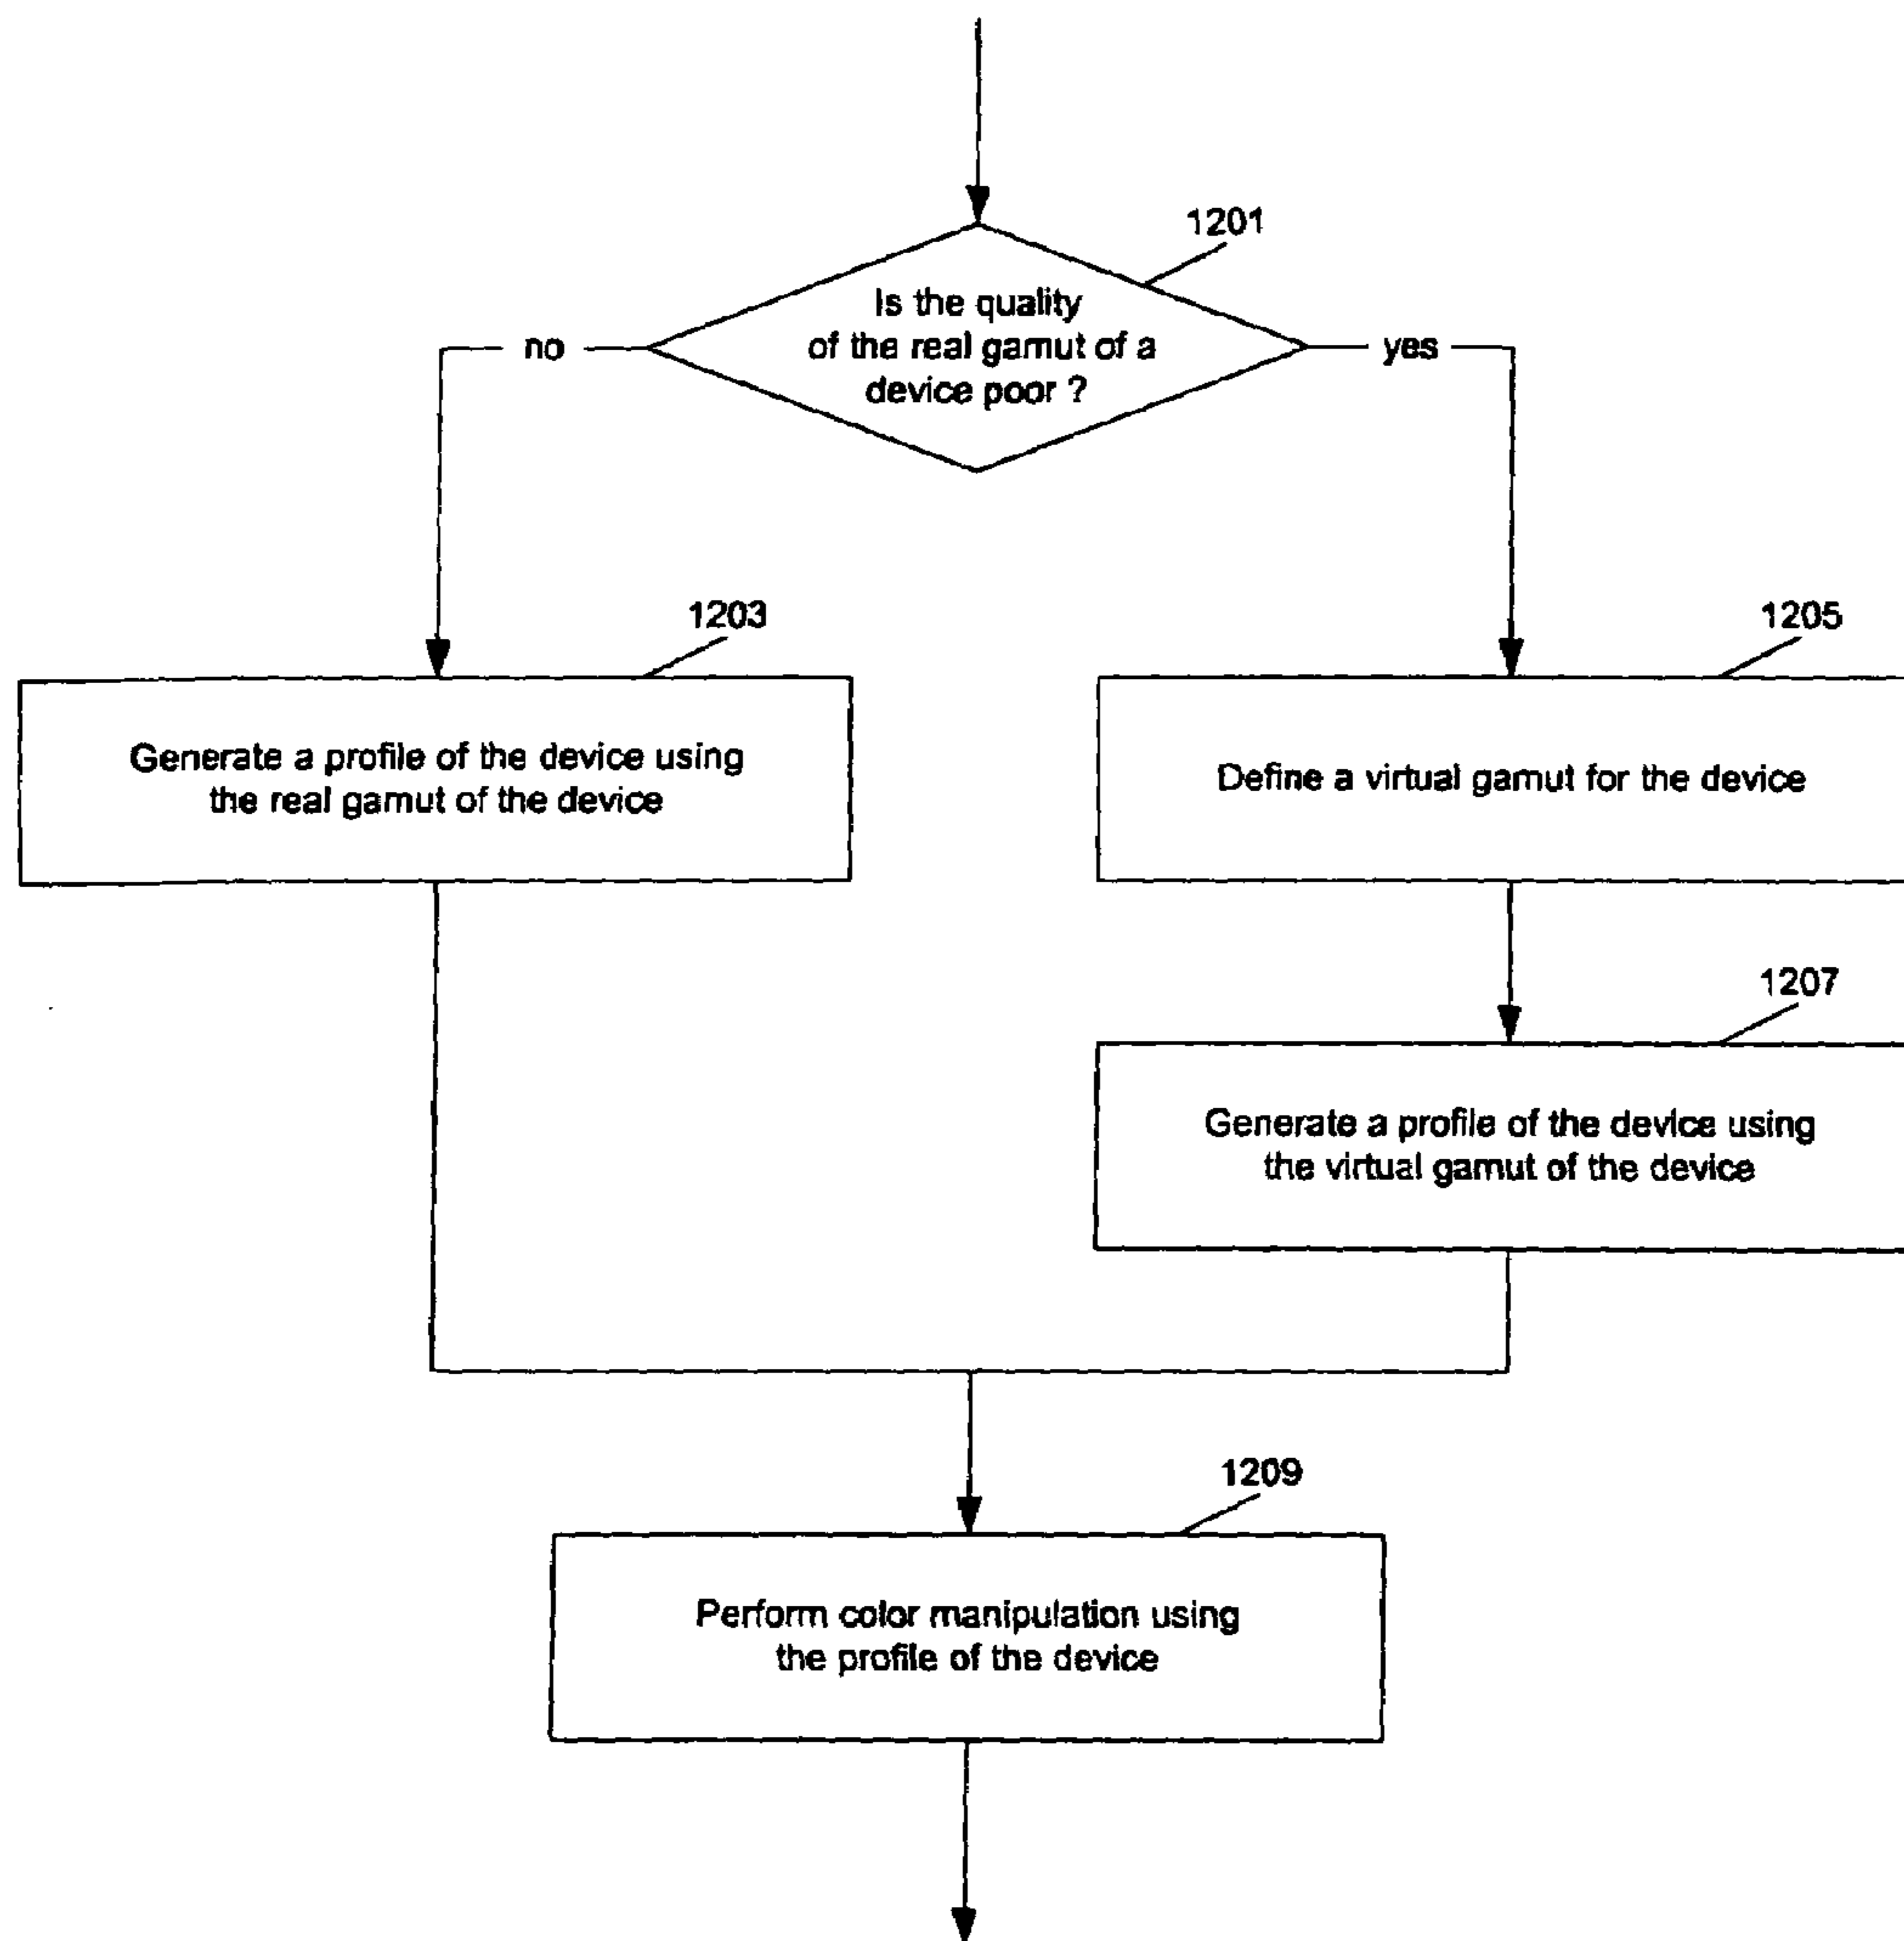 1201
Is the quality
of the real gamut of a
device poor ?
no
yes
1203
1205
Generate a profile of the device using
the real gamut of the device
Define a virtual gamut for the device
1207
Generate a profile of the device using
the virtual gamut of the device
1209
Perform color manipulation using
the profile of the device